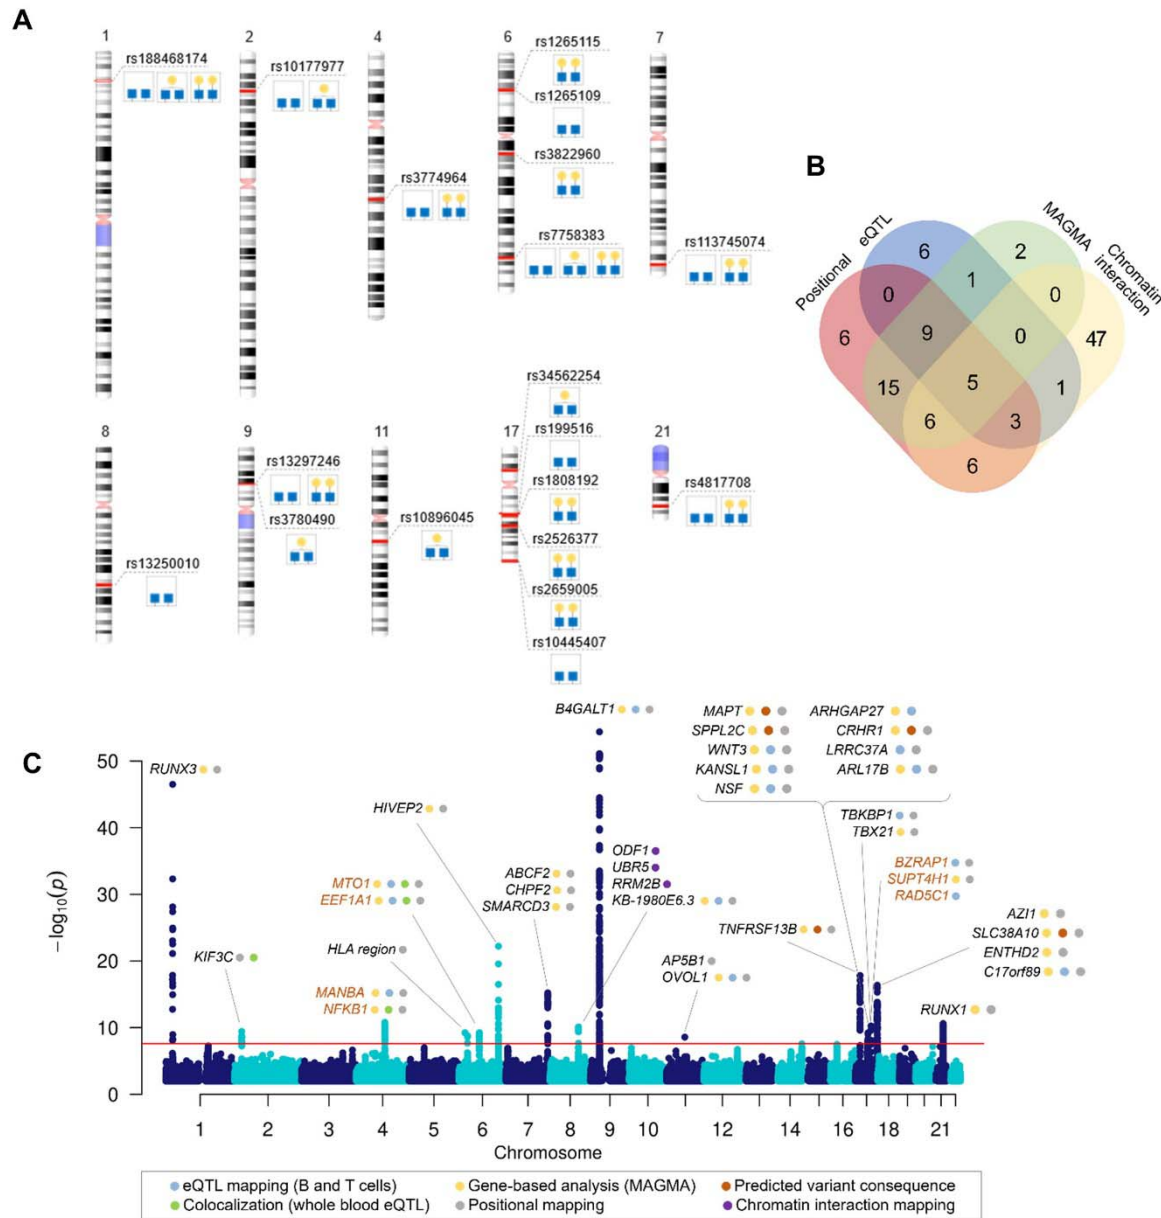 A
1
2
4
6
7
rs188468174
rs10177977
rs3774964
rs1265115
rs1265109
rs3822960
rs7758383
rs113745074
B
Positional
eQTL
MAGMA
Chromatin
interaction
6
2
0
1
0
6
9
0
47
15
5
1
6
3
6
8
9
11
17
21
rs13250010
rs13297246
rs3780490
rs10896045
rs34562254
rs199516
rs1808192
rs2526377
rs2659005
rs10445407
rs4817708
C
RUNX3
KIF3C
MTO1
EEF1A1
HLA region
MANBA
NFKB1
HIVEP2
ABCF2
CHPF2
SMARCD3
B4GALT1
ODF1
UBR5
RRM2B
KB-1980E6.3
AP5B1
OVOL1
MAPT
SPPL2C
WNT3
KANSL1
NSF
ARHGAP27
CRHR1
LRRC37A
ARL17B
TNFRSF13B
TBKBP1
TBX21
BZRAP1
SUPT4H1
RAD5C1
AZI1
SLC38A10
ENTHD2
C17orf89
RUNX1
−log10(p)
50
40
30
20
10
0
1 2 3 4 5 6 7 8 9 10 12 14 16 18 21
Chromosome
eQTL mapping (B and T cells) Gene-based analysis (MAGMA) Predicted variant consequence
Colocalization (whole blood eQTL) Positional mapping Chromatin interaction mapping